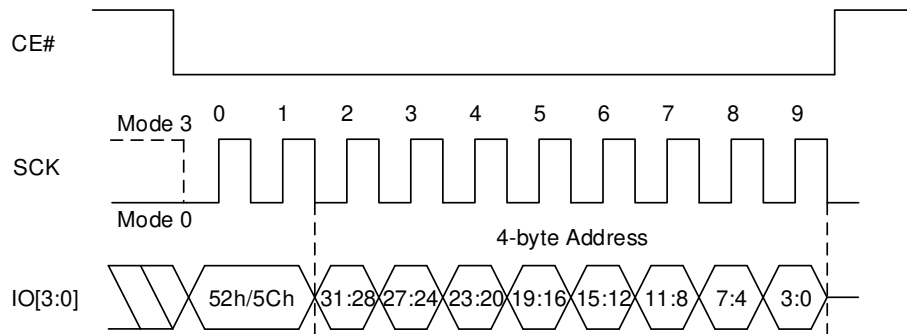 CE#
Mode 3
0 1 2 3 4 5 6 7 8 9
SCK
Mode 0
4-byte Address
IO[3:0]
52h/5Ch 31:28 27:24 23:20 19:16 15:12 11:8 7:4 3:0